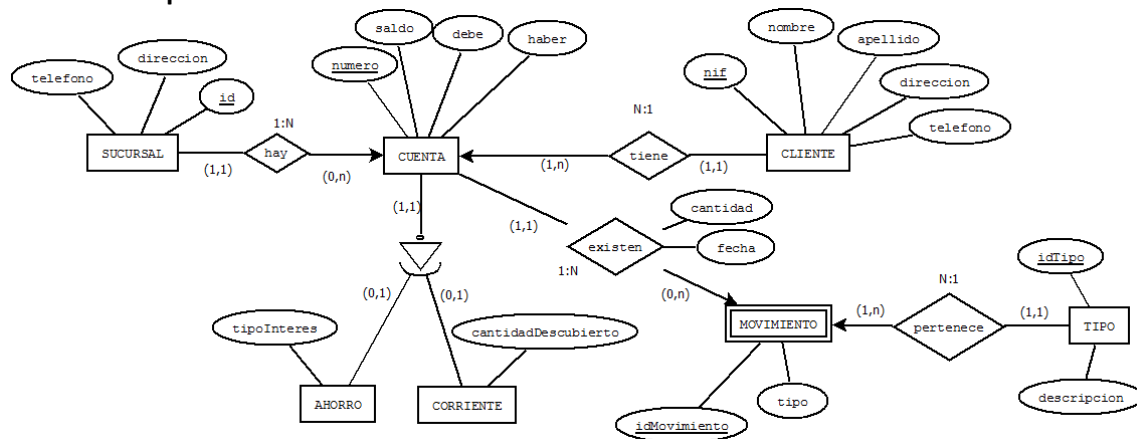 saldo
debe
haber
nombre
apellido
telefono
direccion
id
numero
nif
direccion
telefono
1:N
N:1
SUCURSAL
hay
CUENTA
tiene
CLIENTE
(1,1)
(0,n)
(1,n)
(1,1)
(1,1)
(1,1)
cantidad
existen
fecha
1:N
(0,n)
idTipo
N:1
(0,1)
(0,1)
tipoInteres
cantidadDescubierto
MOVIMIENTO
(1,n)
pertenece
(1,1)
TIPO
AHORRO
CORRIENTE
tipo
descripcion
idMovimiento